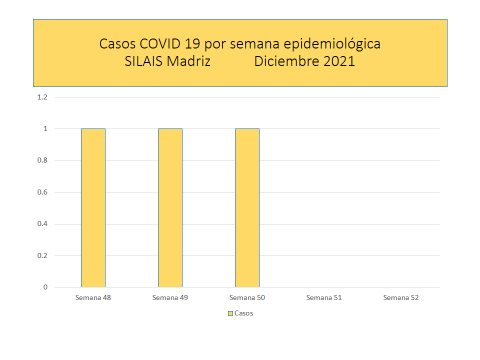 Casos COVID 19 por semana epidemiológica
SILAIS Madriz Diciembre 2021
1.2
1
0.8
0.6
0.4
0.2
0
Semana 48 Semana 49 Semana 50 Semana 51 Semana 52
Casos